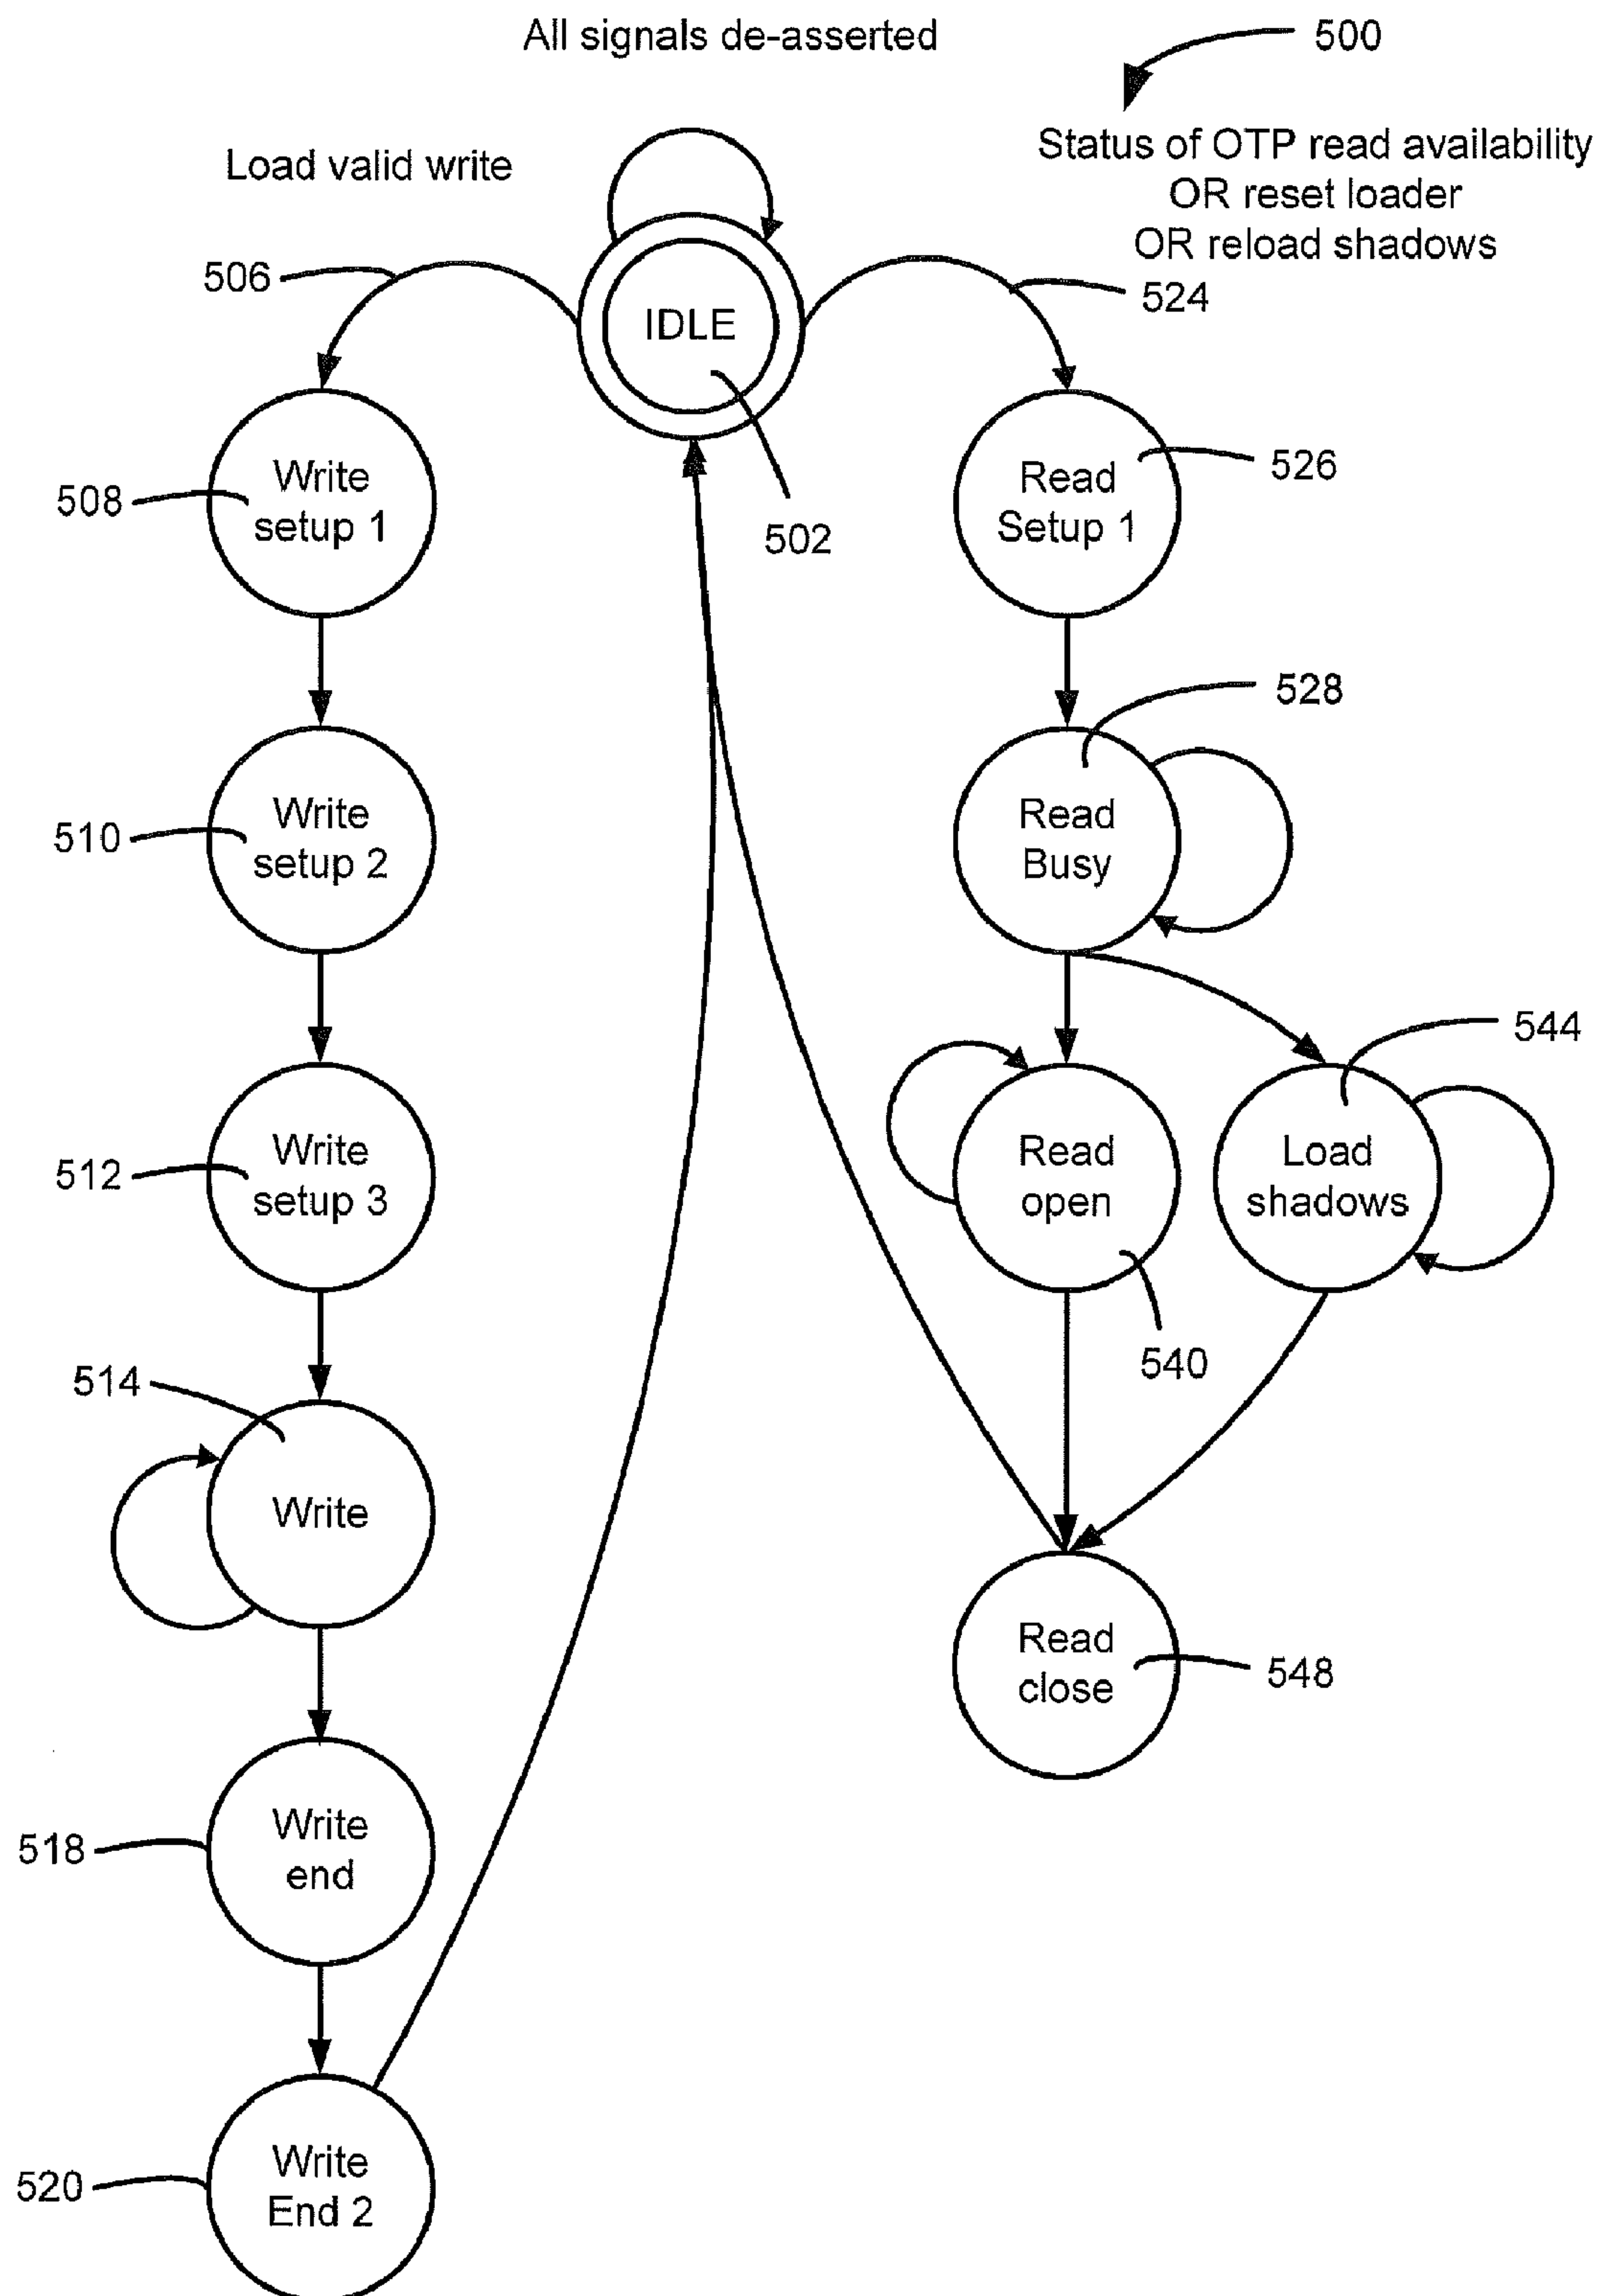 All signals de-asserted
500
Status of OTP read availability
OR reset loader
OR reload shadows
Load valid write
506
524
IDLE
502
Write
setup 1
508
Read
Setup 1
526
528
Write
setup 2
510
Read
Busy
544
Write
setup 3
512
Read
open
Load
shadows
540
514
Write
Read
close
548
Write
end
518
Write
End 2
520